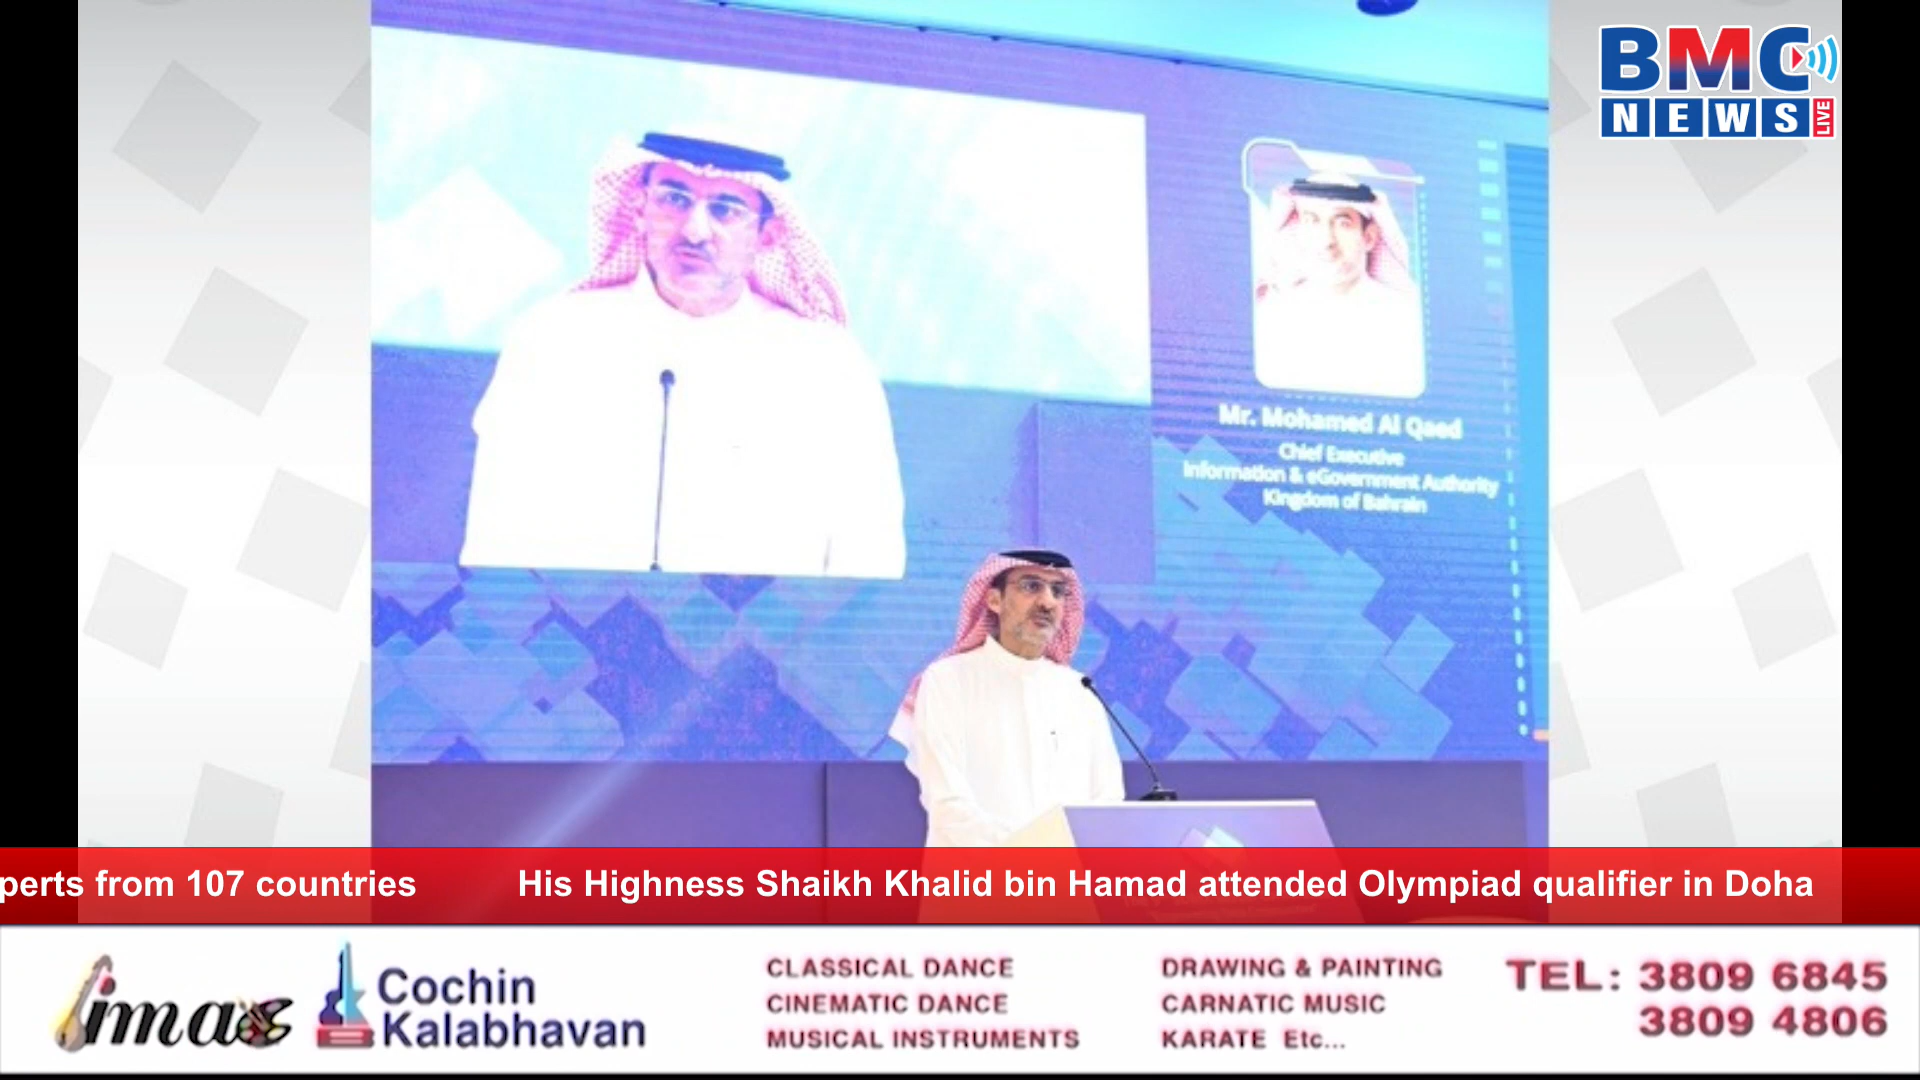 BMC
NEWS LIVE
Mr. Mohamed Al Qaed
Chief Executive
Information & eGovernment Authority
Kingdom of Bahrain
perts from 107 countries His Highness Shaikh Khalid bin Hamad attended Olympiad qualifier in Doha
imac Cochin
Kalabhavan
CLASSICAL DANCE
CINEMATIC DANCE
MUSICAL INSTRUMENTS
DRAWING & PAINTING
CARNATIC MUSIC
KARATE Etc...
TEL: 3809 6845
3809 4806